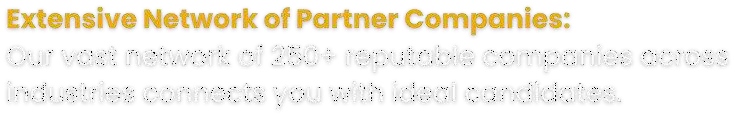 Extensive Network of Partner Companies:
Our vast network of 250+ reputable companies across
industries connects you with ideal candidates.